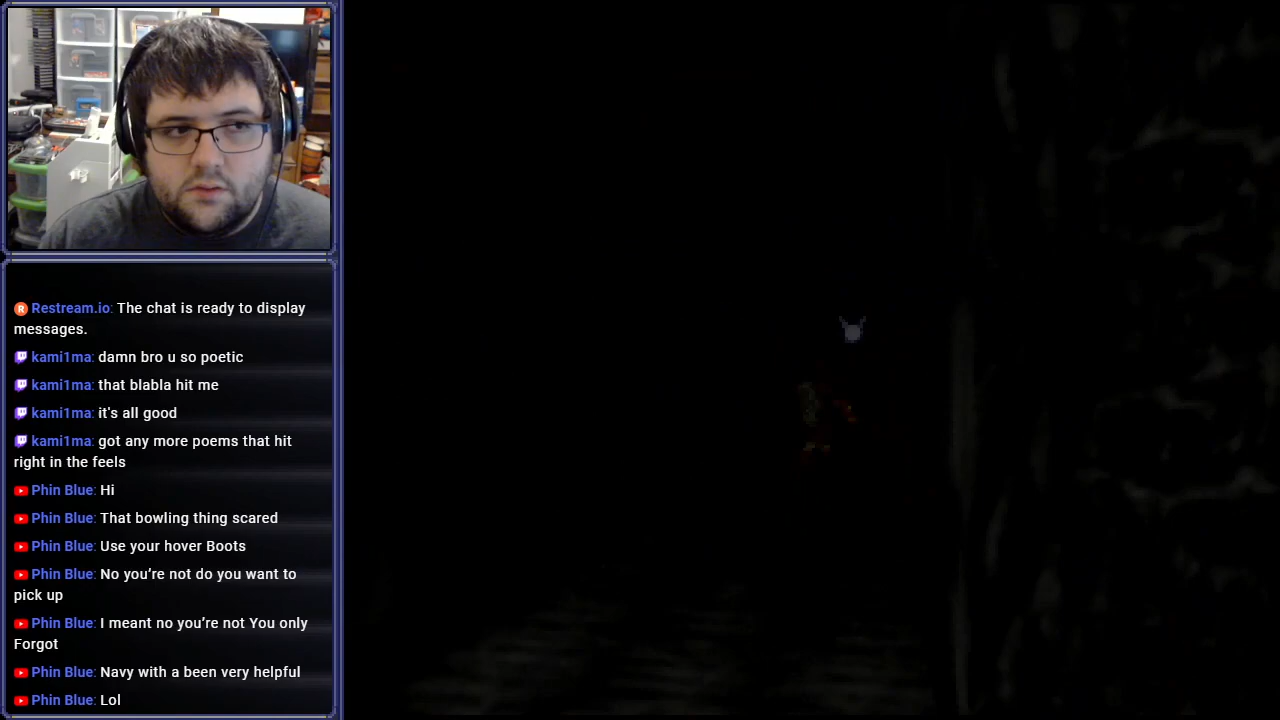 Restream.io: The chat is ready to display
messages.
kami1ma: damn bro u so poetic
kami1ma: that blabla hit me
kami1ma: it's all good
kami1ma: got any more poems that hit
right in the feels
Phin Blue: Hi
Phin Blue: That bowling thing scared
Phin Blue: Use your hover Boots
Phin Blue: No you’re not do you want to
pick up
Phin Blue: I meant no you’re not You only
Forgot
Phin Blue: Navy with a been very helpful
Phin Blue: Lol